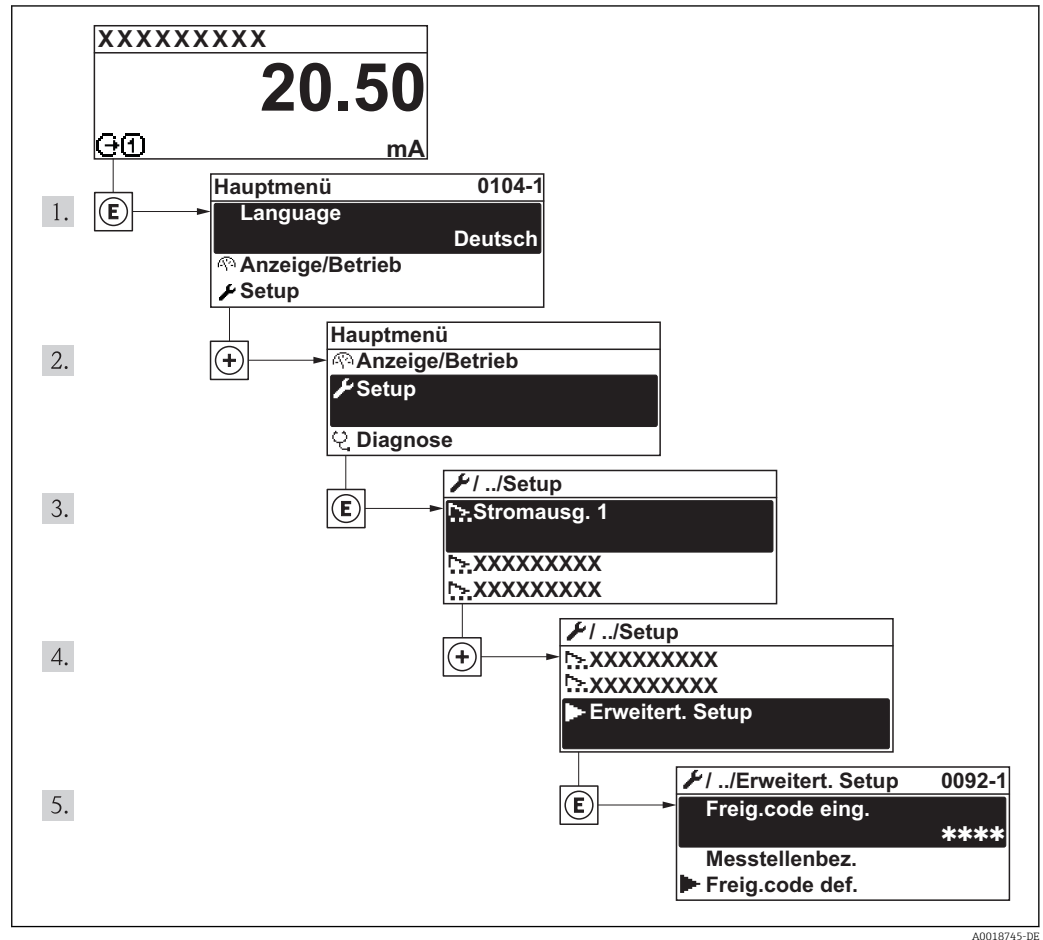 XXXXXXXXX
20.50
1 mA
1. E
Hauptmenü 0104-1
Language
Deutsch
Anzeige/Betrieb
Setup
2. +
Hauptmenü
Anzeige/Betrieb
Setup
Diagnose
3. E
/ ../Setup
Stromausg. 1
XXXXXXXXX
XXXXXXXXX
4. +
/ ../Setup
XXXXXXXXX
XXXXXXXXX
Erweitert. Setup
5. E
/ ../Erweitert. Setup 0092-1
Freig.code eing.
****
Messtellenbez.
Freig.code def.
A0018745-DE